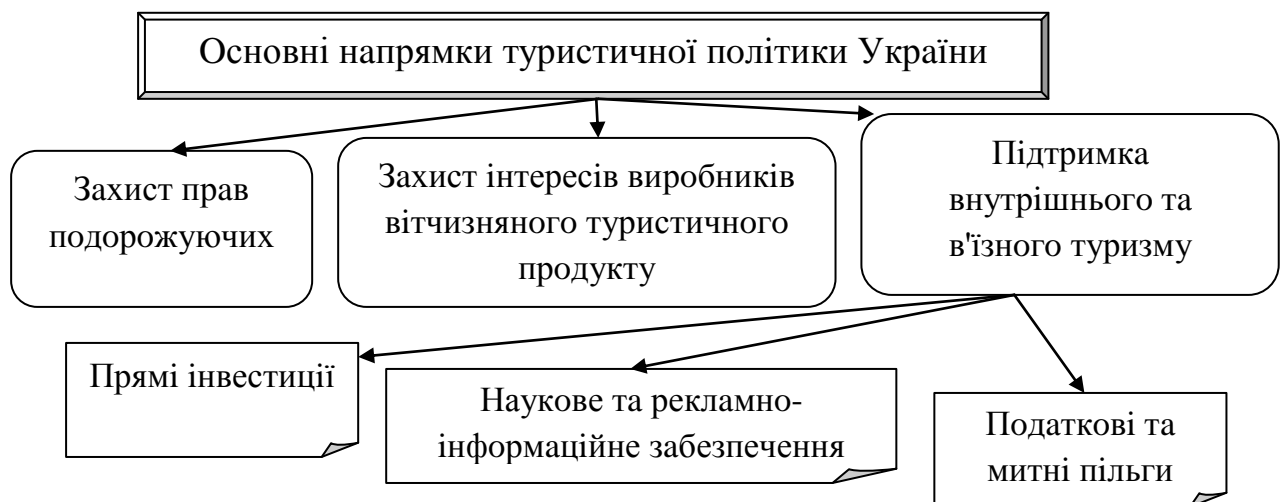 Основні напрямки туристичної політики України
Захист прав
подорожуючих
Захист інтересів виробників
вітчизняного туристичного
продукту
Підтримка
внутрішнього та
в'їзного туризму
Прямі інвестиції
Наукове та рекламно-
інформаційне забезпечення
Податкові та
митні пільги